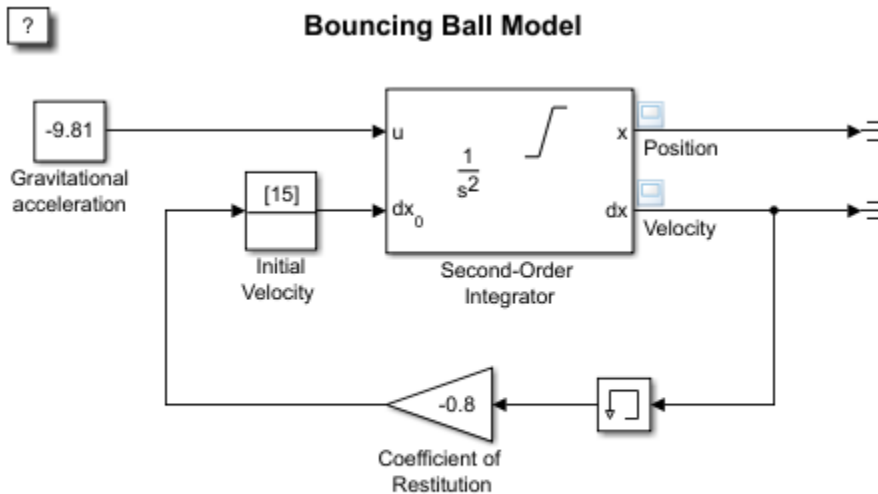 ?
Bouncing Ball Model
-9.81
Gravitational
acceleration
[15]
Initial
Velocity
u
dx0
1
s2
x
dx
Second-Order
Integrator
Position
Velocity
-0.8
Coefficient of
Restitution